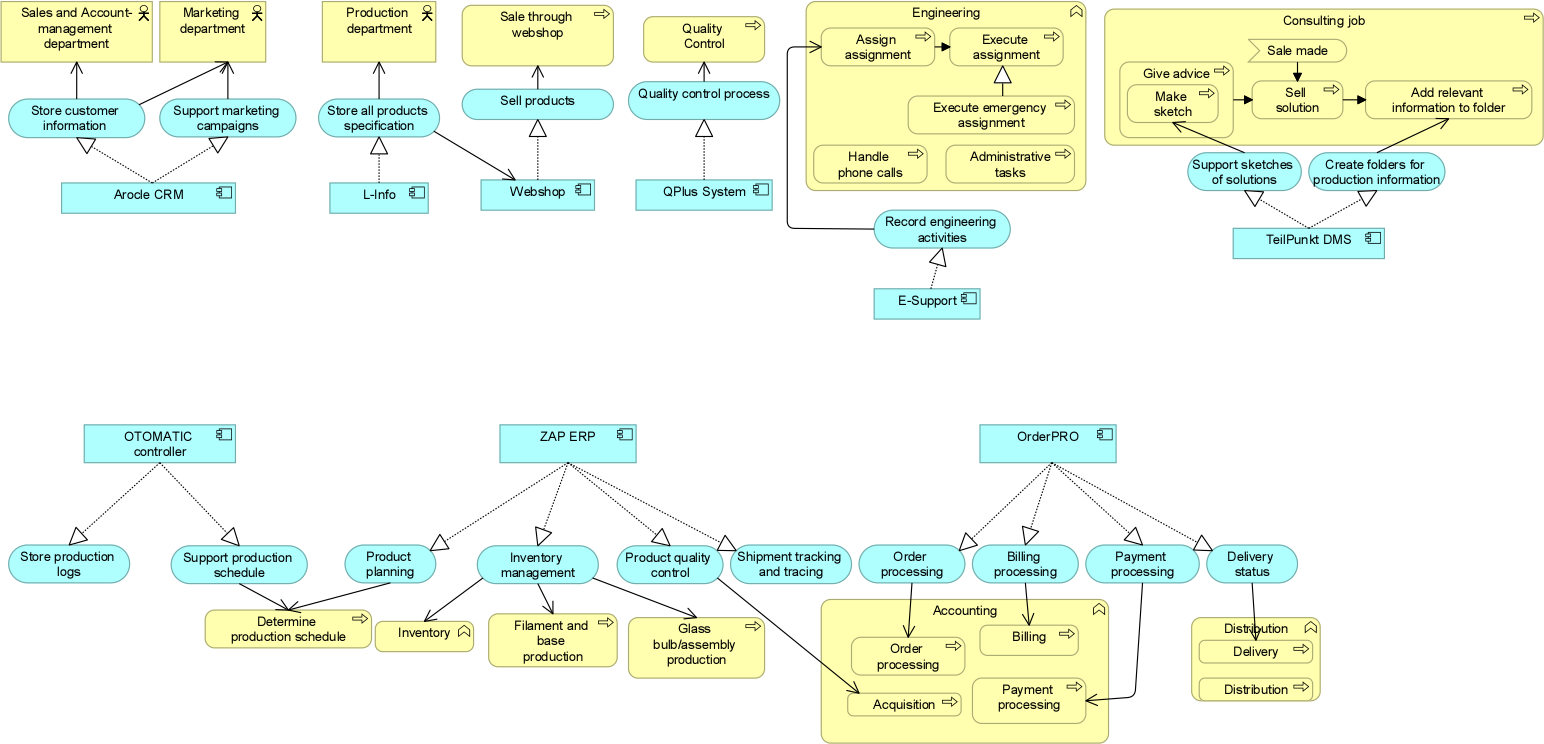 Sales and Account-
management
department
Marketing
department
Production
department
Sale through
webshop
Quality
Control
Engineering
Assign
assignment
Execute
assignment
Execute emergency
assignment
Handle
phone calls
Administrative
tasks
Consulting job
Sale made
Give advice
Make
sketch
Sell
solution
Add relevant
information to folder
Store customer
information
Support marketing
campaigns
Store all products
specification
Sell products
Quality control process
Support sketches
of solutions
Create folders for
production information
Arocle CRM
L-Info
Webshop
QPlus System
Record engineering
activities
TeilPunkt DMS
E-Support
OTOMATIC
controller
ZAP ERP
OrderPRO
Store production
logs
Support production
schedule
Product
planning
Inventory
management
Product quality
control
Shipment tracking
and tracing
Order
processing
Billing
processing
Payment
processing
Delivery
status
Determine
production schedule
Inventory
Filament and
base
production
Glass
bulb/assembly
production
Accounting
Order
processing
Billing
Acquisition
Payment
processing
Distribution
Delivery
Distribution